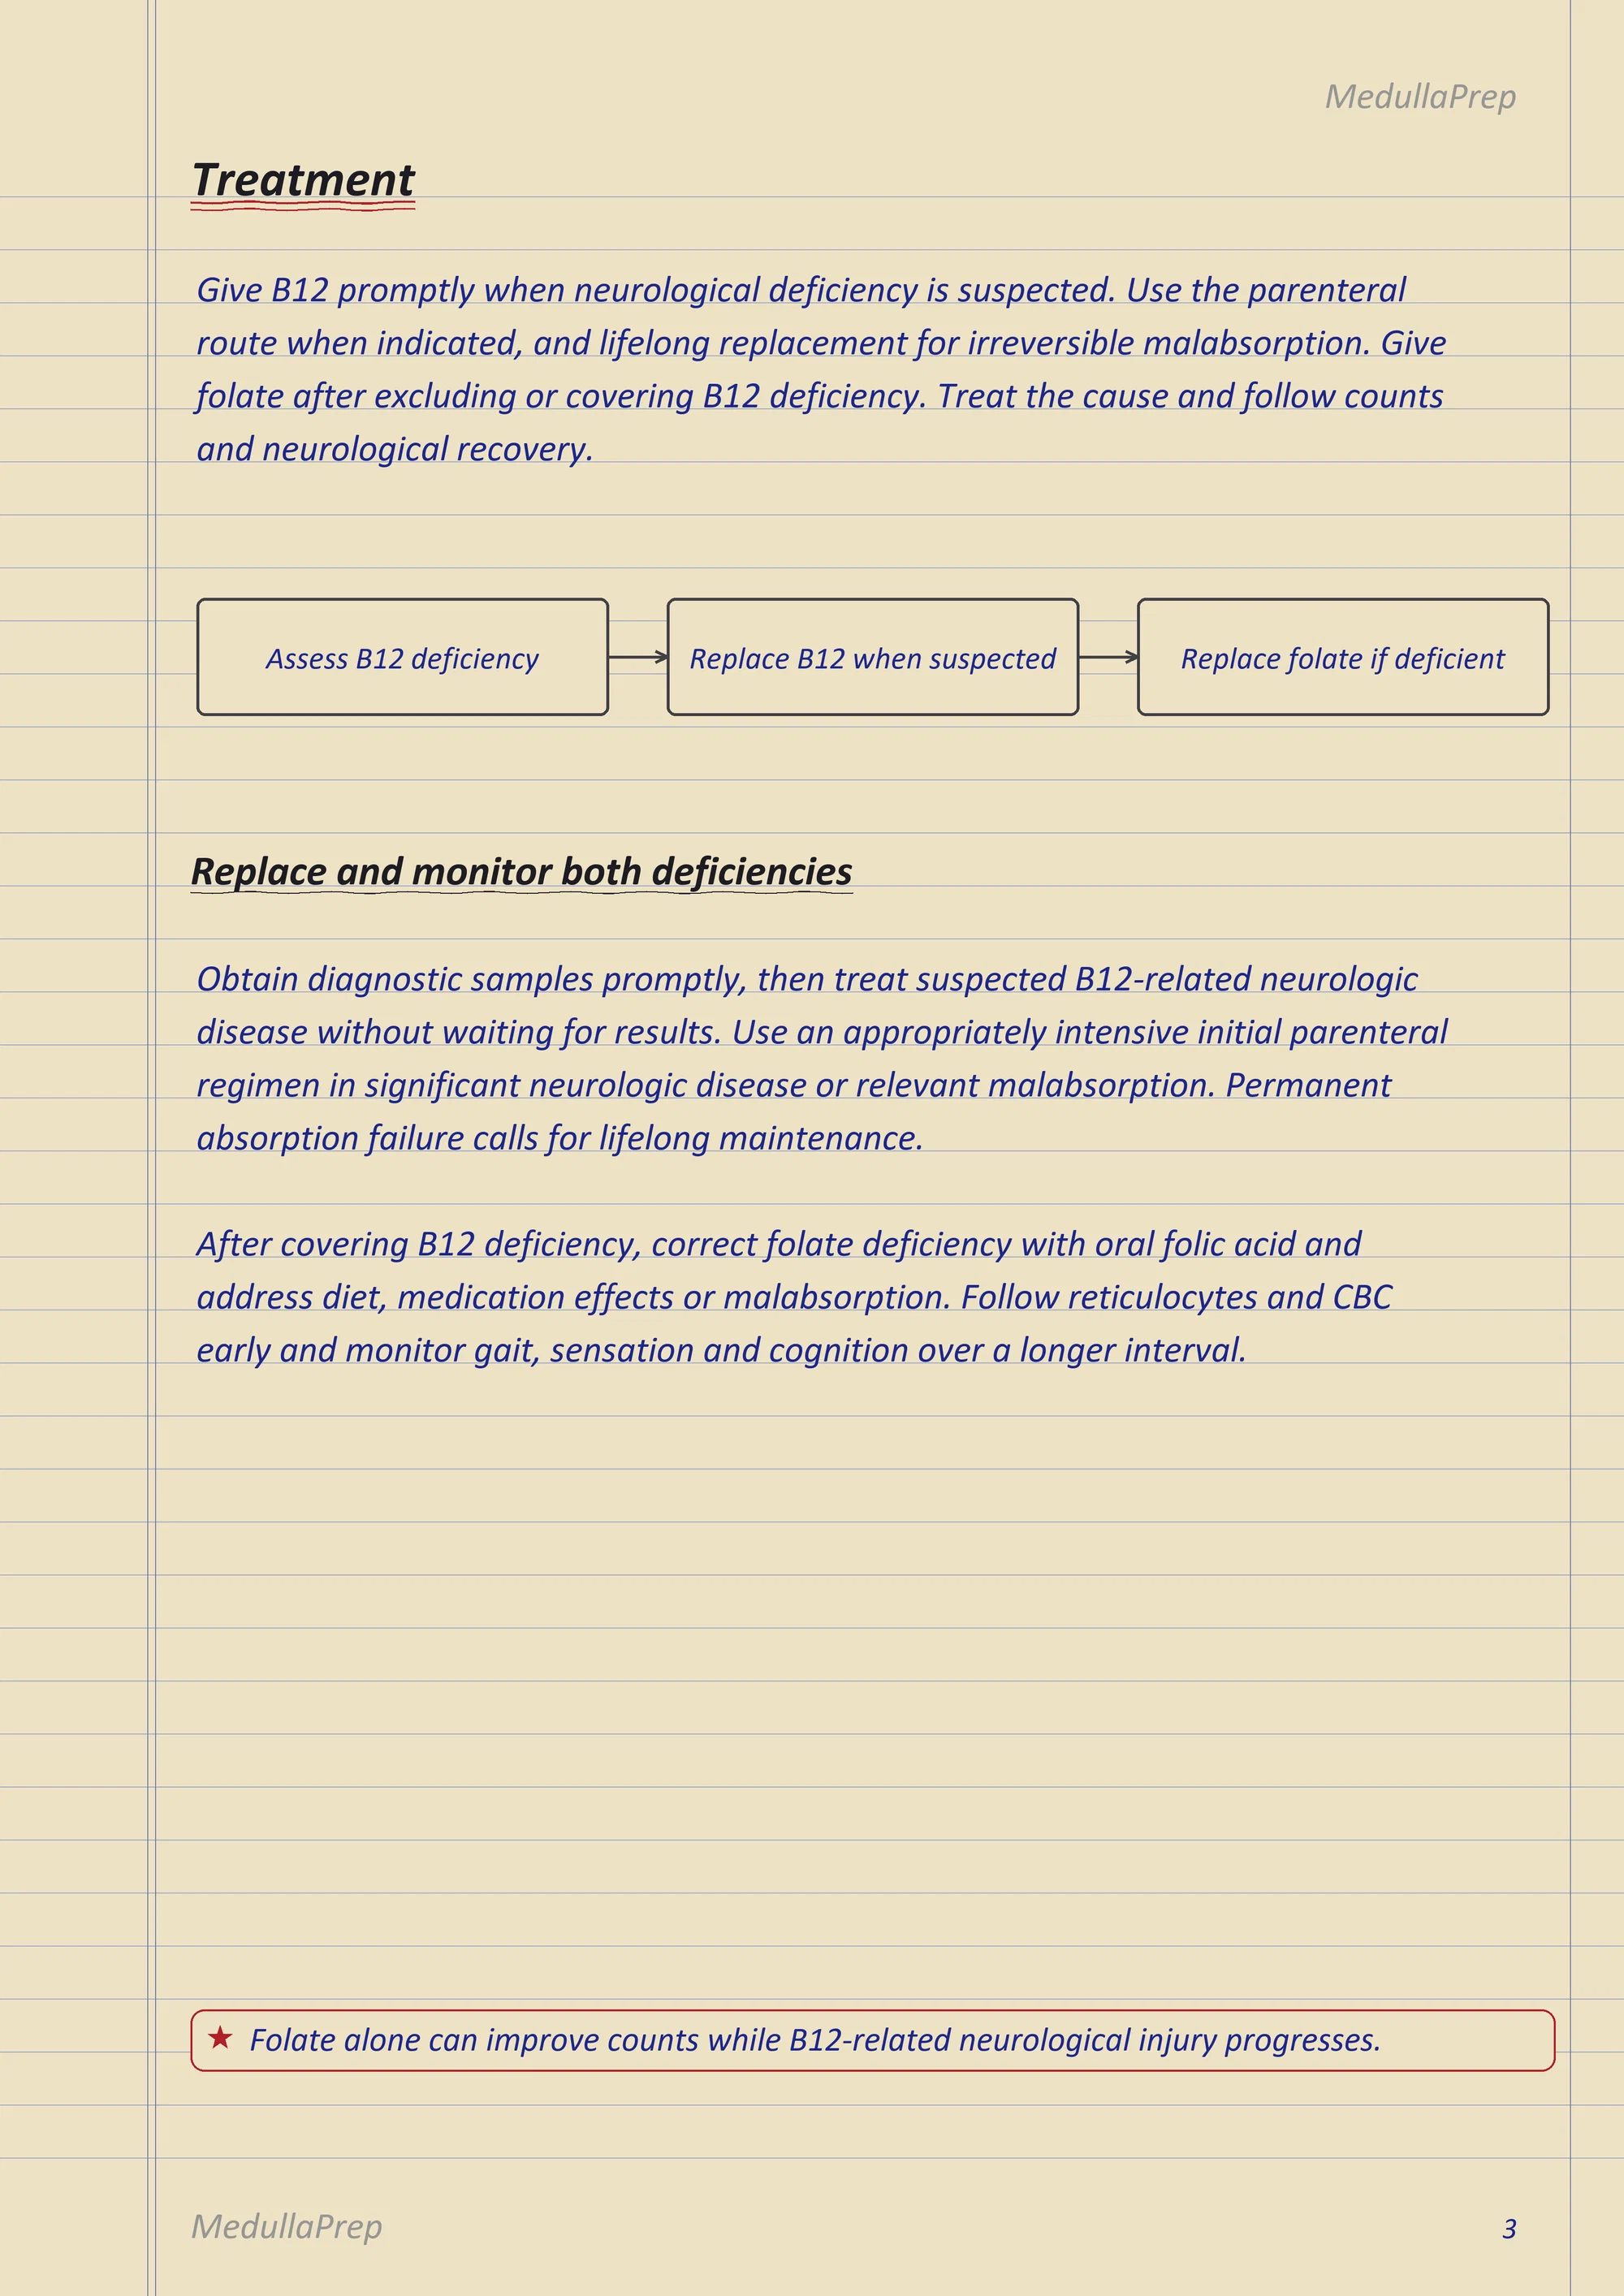 MedullaPrep
Treatment
Give B12 promptly when neurological deficiency is suspected. Use the parenteral
route when indicated, and lifelong replacement for irreversible malabsorption. Give
folate after excluding or covering B12 deficiency. Treat the cause and follow counts
and neurological recovery.
Assess B12 deficiency
Replace B12 when suspected
Replace folate if deficient
Replace and monitor both deficiencies
Obtain diagnostic samples promptly, then treat suspected B12-related neurologic
disease without waiting for results. Use an appropriately intensive initial parenteral
regimen in significant neurologic disease or relevant malabsorption. Permanent
absorption failure calls for lifelong maintenance.
After covering B12 deficiency, correct folate deficiency with oral folic acid and
address diet, medication effects or malabsorption. Follow reticulocytes and CBC
early and monitor gait, sensation and cognition over a longer interval.
★ Folate alone can improve counts while B12-related neurological injury progresses.
MedullaPrep
3